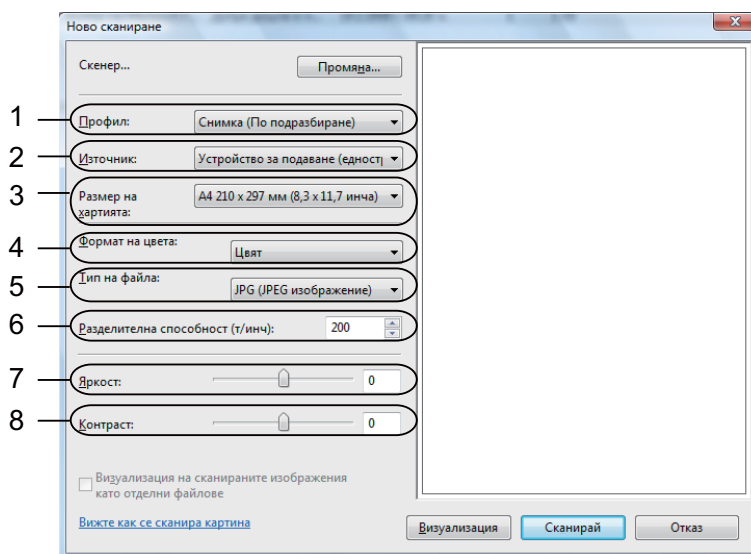 Ново сканиране
Скенер...
Промяна...
1
Профил:
Снимка (По подразбиране)
2
Източник:
Устройство за подаване (едност
3
Размер на
хартията:
A4 210 x 297 мм (8,3 x 11,7 инча)
4
Формат на цвета:
Цвят
5
Тип на файла:
JPG (JPEG изображение)
6
Разделителна способност (т/инч):
200
7
Яркост:
0
8
Контраст:
0
Визуализация на сканираните изображения
като отделни файлове
Вижте как се сканира картина
Визуализация
Сканирай
Отказ